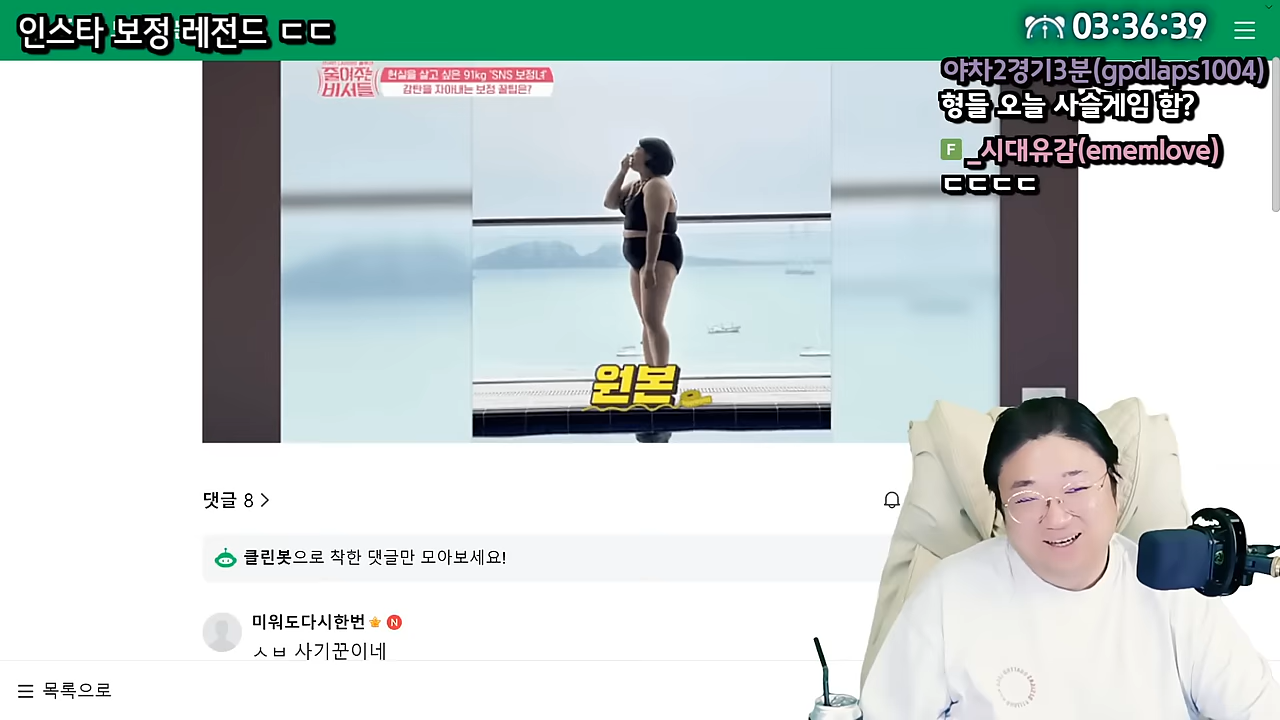 인스타 보정 레전드 ㄷㄷ
03:36:39
줄여주는
비서들
현실을 살고 싶은 91kg 'SNS 보정녀'
감탄을 자아내는 보정 꿀팁은?
야차2경기3분(gpdlaps1004)
형들 오늘 사슬게임 함?
F _시대유감(ememlove)
ㄷㄷㄷㄷ
원본
댓글 8
클린봇으로 착한 댓글만 모아보세요!
미워도다시한번 N
ㅅㅂ 사기꾼이네
목록으로